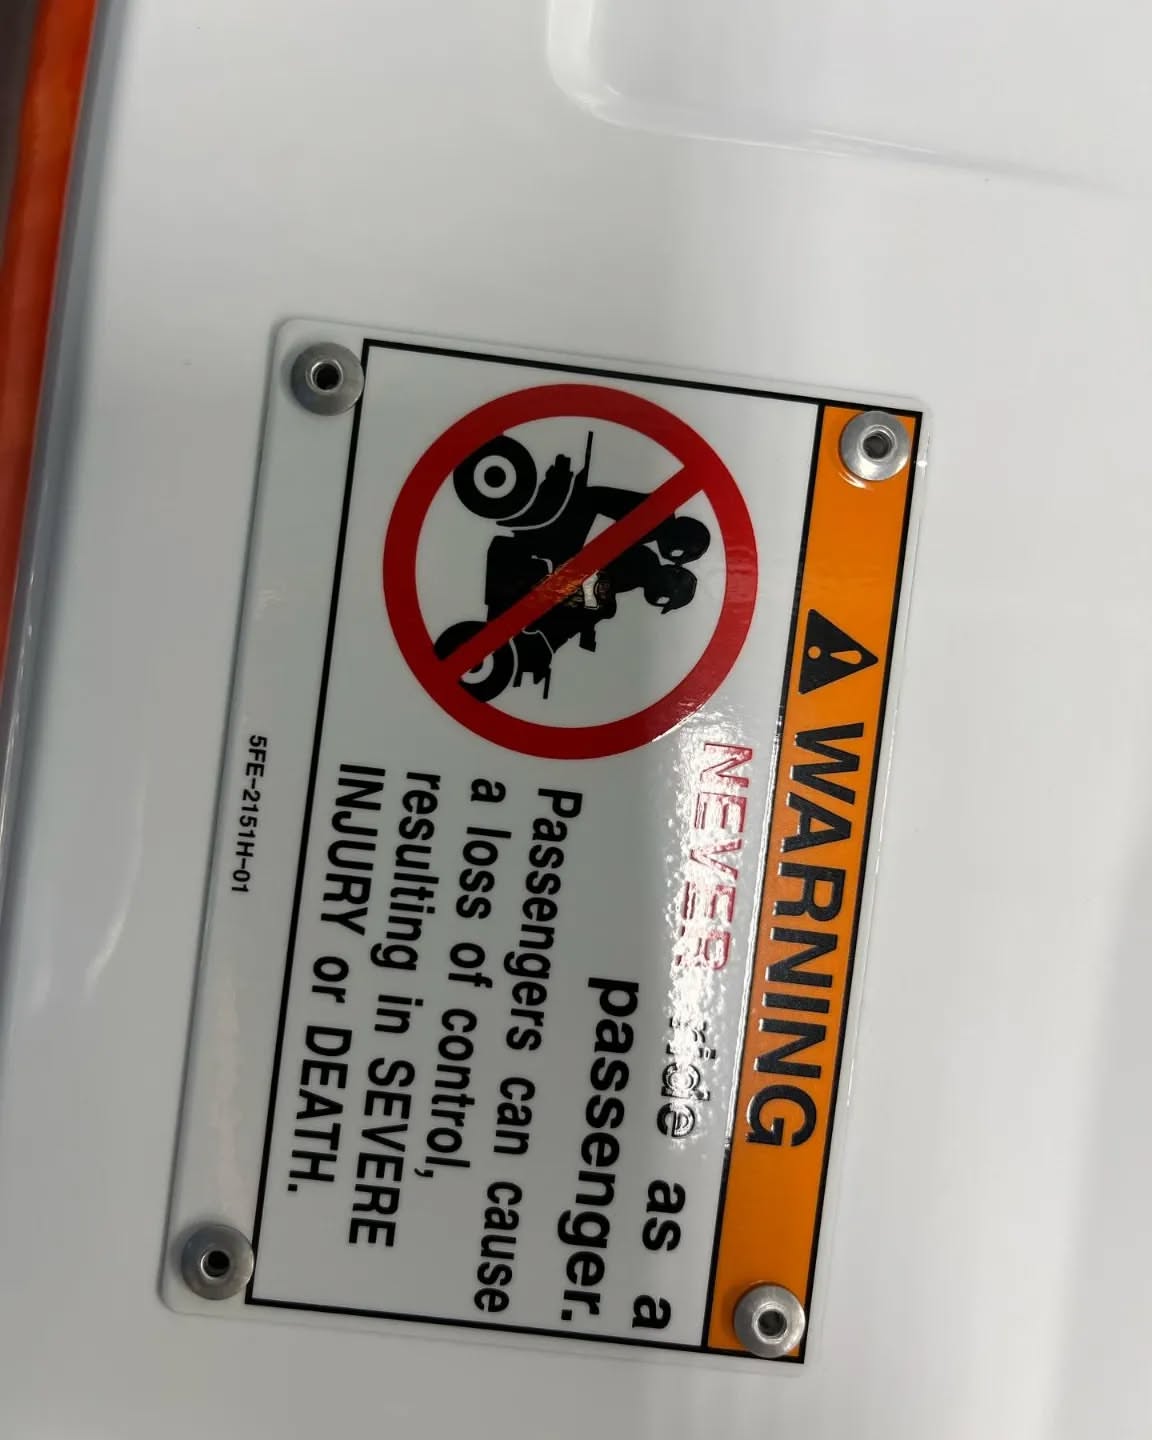 WARNING
NEVER ride as a
passenger.
Passengers can cause
a loss of control,
resulting in SEVERE
INJURY or DEATH.
5FE-2151H-01